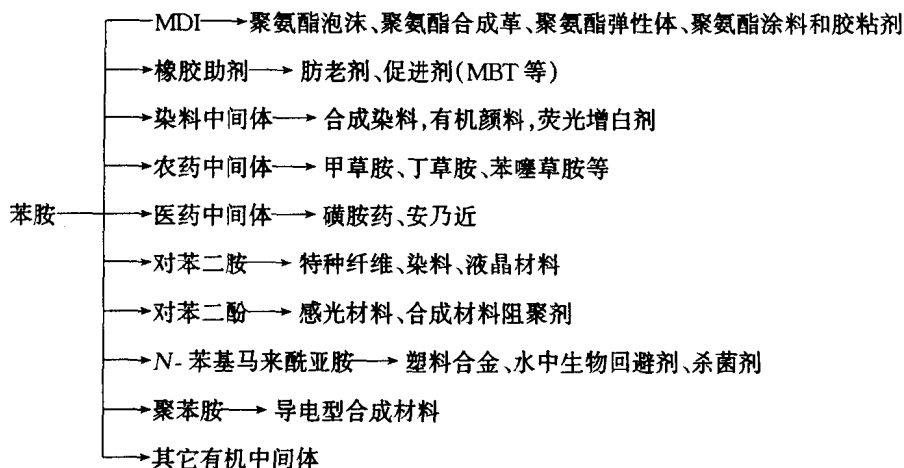 MDI→聚氨酯泡沫、聚氨酯合成革、聚氨酯弹性体、聚氨酯涂料和胶粘剂
橡胶助剂→肪老剂、促进剂(MBT等)
染料中间体→合成染料,有机颜料,荧光增白剂
农药中间体→甲草胺、丁草胺、苯噻草胺等
苯胺→医药中间体→磺胺药、安乃近
对苯二胺→特种纤维、染料、液晶材料
对苯二酚→感光材料、合成材料阻聚剂
N-苯基马来酰亚胺→塑料合金、水中生物回避剂、杀菌剂
聚苯胺→导电型合成材料
其它有机中间体